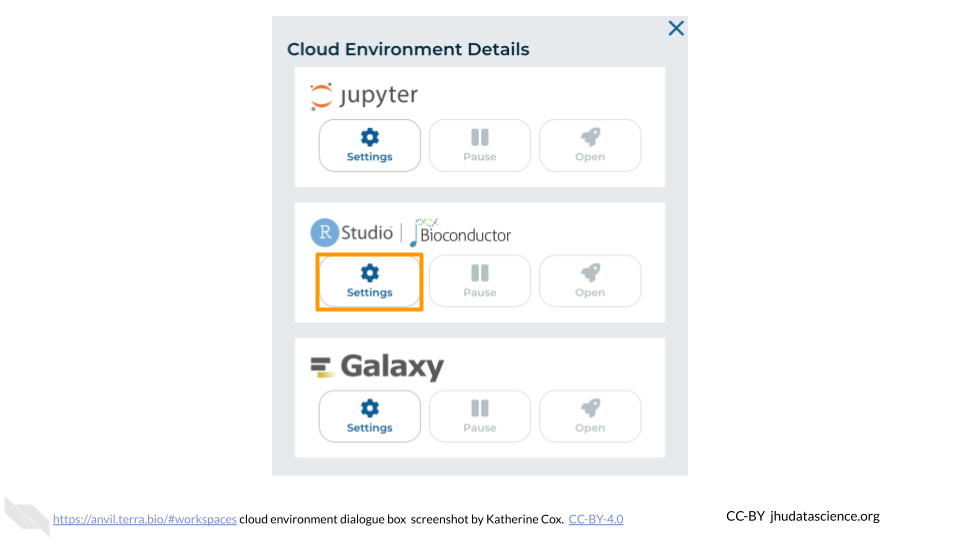 Cloud Environment Details
jupyter
Settings
Pause
Open
R Studio | Bioconductor
Settings
Pause
Open
Galaxy
Settings
Pause
Open
https://anvil.terra.bio/#workspaces cloud environment dialogue box screenshot by Katherine Cox. CC-BY-4.0
CC-BY jhudatascience.org